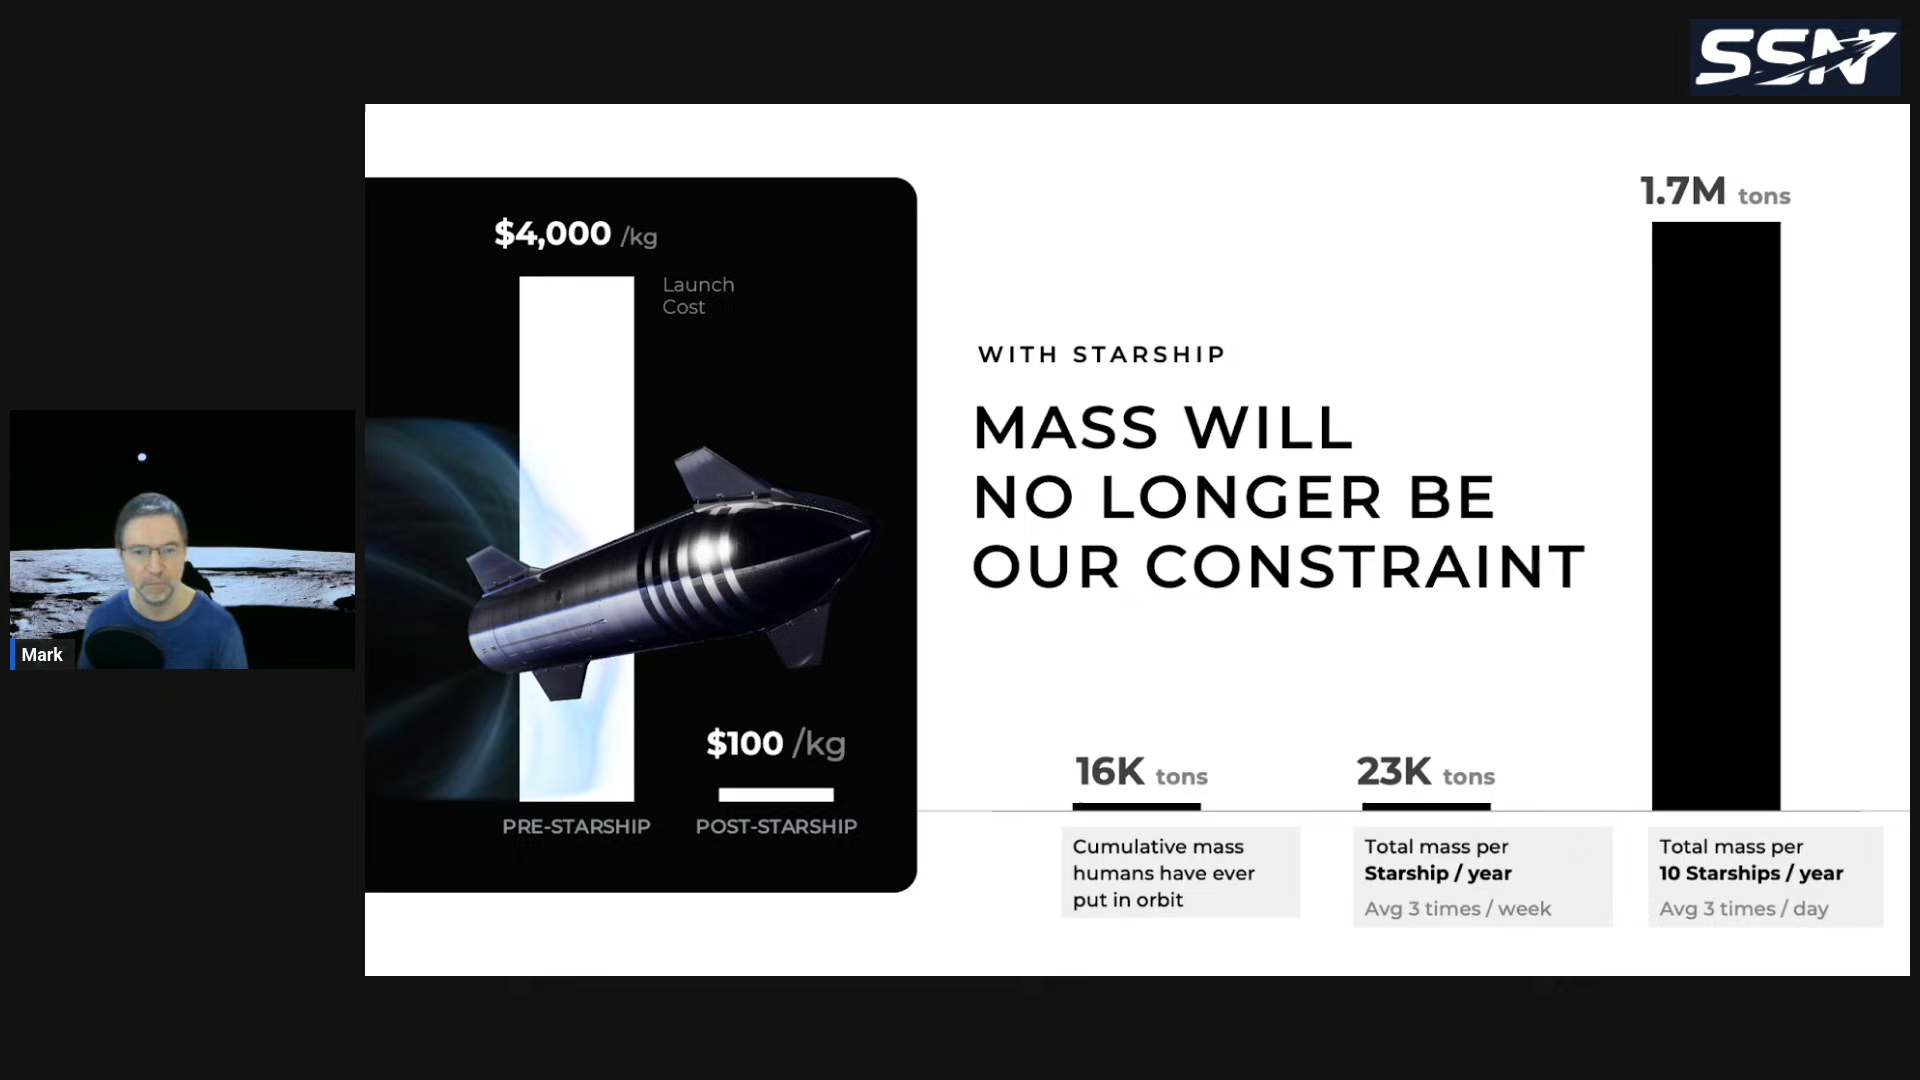 SSN
$4,000 /kg
Launch
Cost
$100 /kg
PRE-STARSHIP
POST-STARSHIP
WITH STARSHIP
MASS WILL
NO LONGER BE
OUR CONSTRAINT
16K tons
Cumulative mass
humans have ever
put in orbit
23K tons
Total mass per
Starship / year
Avg 3 times / week
1.7M tons
Total mass per
10 Starships / year
Avg 3 times / day
Mark